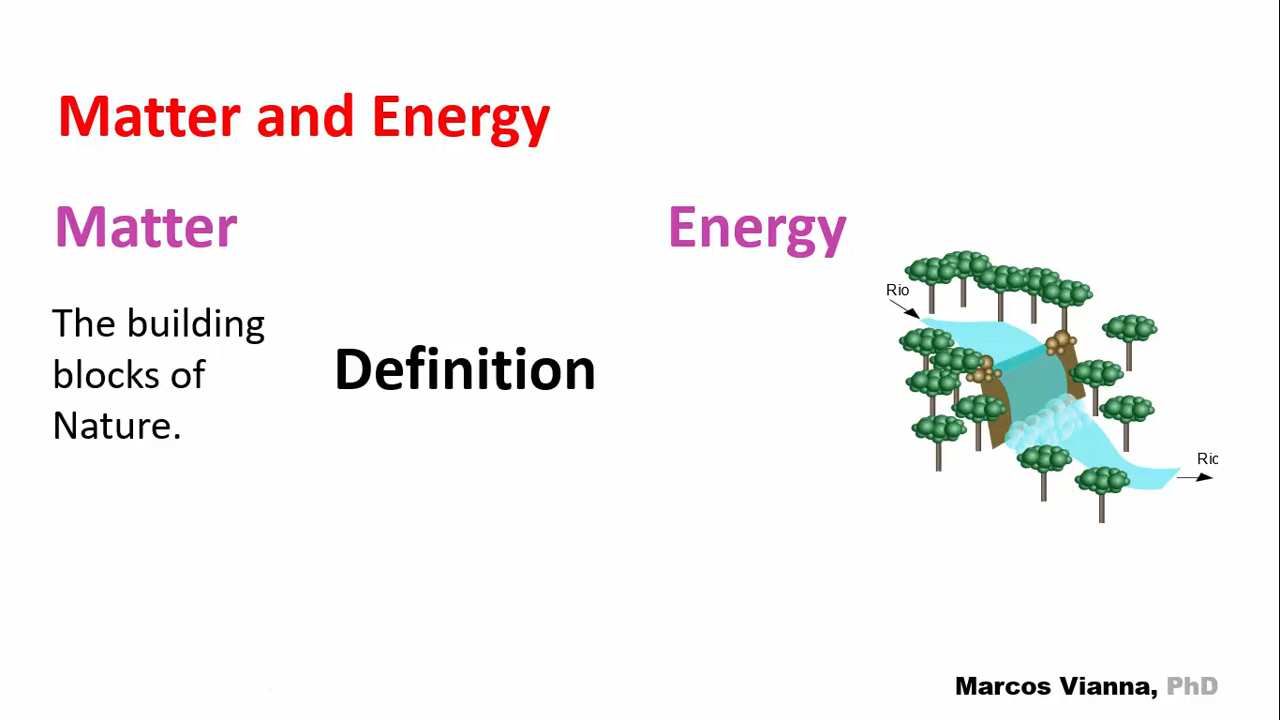 Matter and Energy
Matter
Energy
The building
blocks of
Nature.
Definition
Rio
Ric
Marcos Vianna, PhD